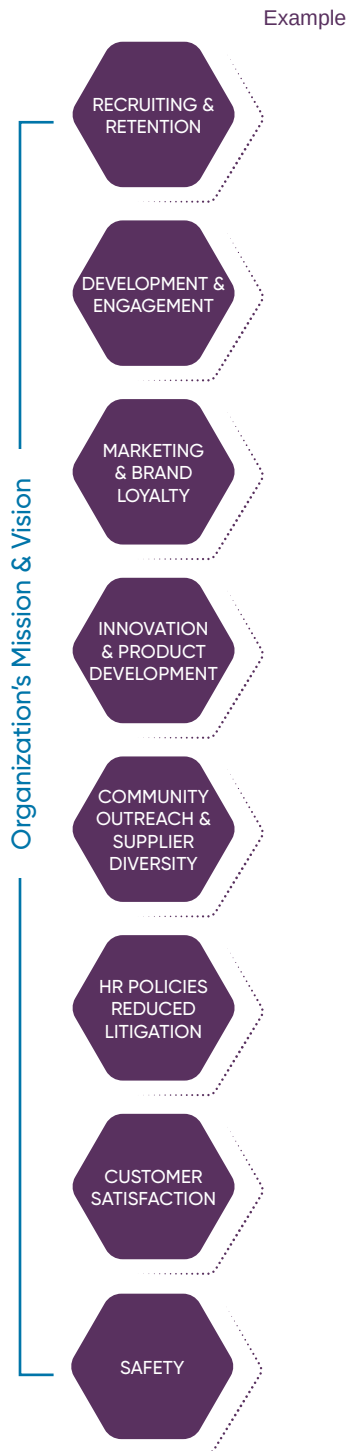 Example
RECRUITING &
RETENTION
DEVELOPMENT &
ENGAGEMENT
MARKETING
& BRAND
LOYALTY
Organization's Mission & Vision
INNOVATION
& PRODUCT
DEVELOPMENT
COMMUNITY
OUTREACH &
SUPPLIER
DIVERSITY
HR POLICIES
REDUCED
LITIGATION
CUSTOMER
SATISFACTION
SAFETY